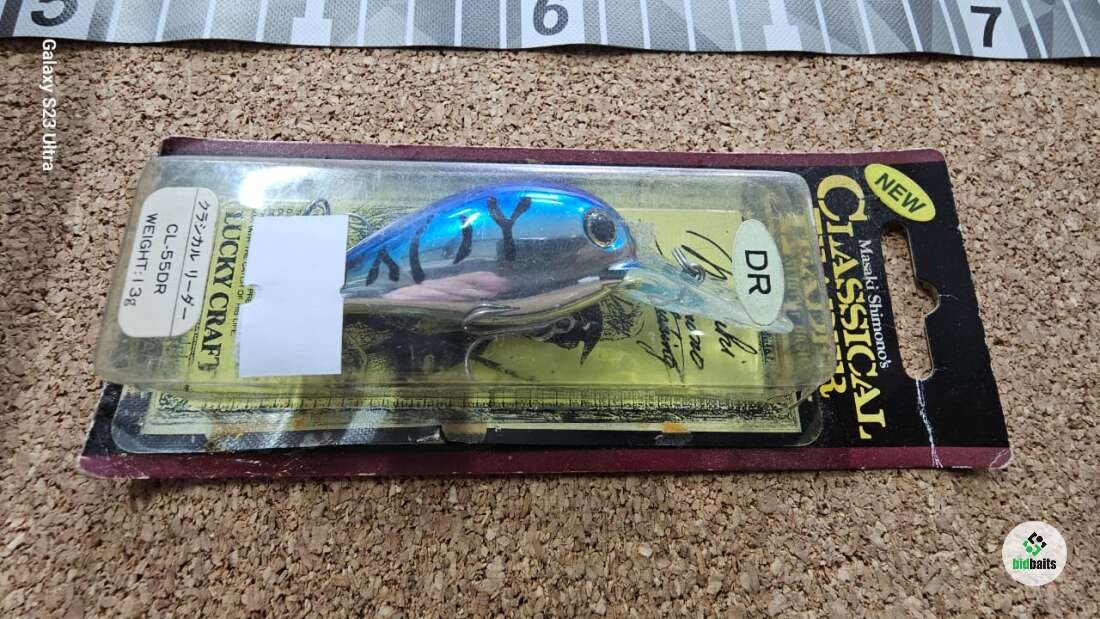 5
6
7
Galaxy S23 Ultra
NEW
Masaki Shimono's
CLASSICAL
LEADER
DR
クラシカル リーダー
CL-55DR
WEIGHT:13g
LUCKY CRAFT
bidbaits